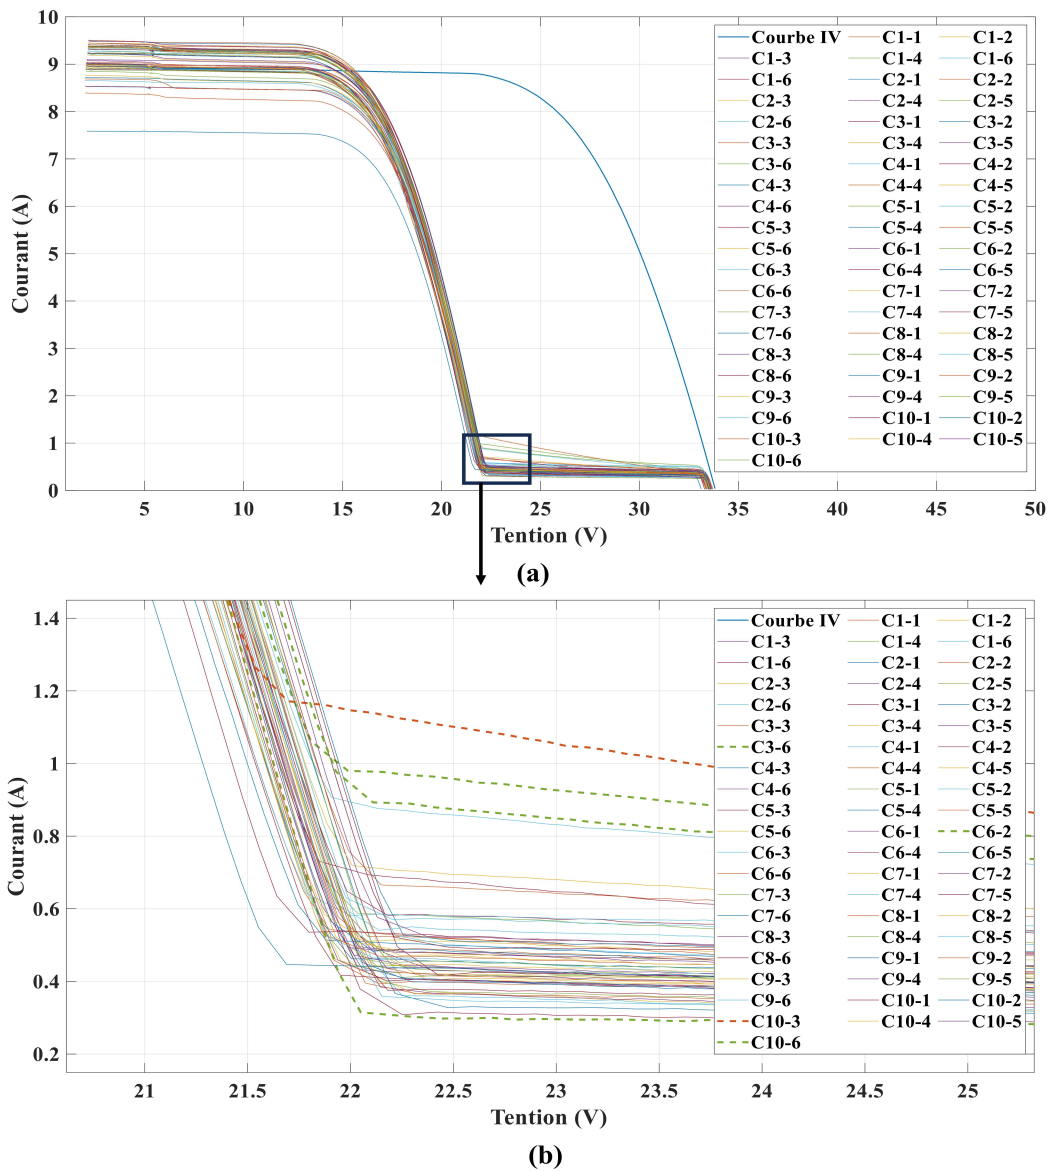 10
9
8
7
6
5
4
3
2
1
0
Courant (A)
Courbe IV C1-1 C1-2
C1-3 C1-4 C1-6
C1-6 C2-1 C2-2
C2-3 C2-4 C2-5
C2-6 C3-1 C3-2
C3-3 C3-4 C3-5
C3-6 C4-1 C4-2
C4-3 C4-4 C4-5
C4-6 C5-1 C5-2
C5-3 C5-4 C5-5
C5-6 C6-1 C6-2
C6-3 C6-4 C6-5
C6-6 C7-1 C7-2
C7-3 C7-4 C7-5
C7-6 C8-1 C8-2
C8-3 C8-4 C8-5
C8-6 C9-1 C9-2
C9-3 C9-4 C9-5
C9-6 C10-1 C10-2
C10-3 C10-4 C10-5
C10-6
5 10 15 20 25 30 35 40 45 50
Tention (V)
(a)
1.4
1.2
1
0.8
0.6
0.4
0.2
Courant (A)
Courbe IV C1-1 C1-2
C1-3 C1-4 C1-6
C1-6 C2-1 C2-2
C2-3 C2-4 C2-5
C2-6 C3-1 C3-2
C3-3 C3-4 C3-5
C3-6 C4-1 C4-2
C4-3 C4-4 C4-5
C4-6 C5-1 C5-2
C5-3 C5-4 C5-5
C5-6 C6-1 C6-2
C6-3 C6-4 C6-5
C6-6 C7-1 C7-2
C7-3 C7-4 C7-5
C7-6 C8-1 C8-2
C8-3 C8-4 C8-5
C8-6 C9-1 C9-2
C9-3 C9-4 C9-5
C9-6 C10-1 C10-2
C10-3 C10-4 C10-5
C10-6
21 21.5 22 22.5 23 23.5 24 24.5 25
Tention (V)
(b)